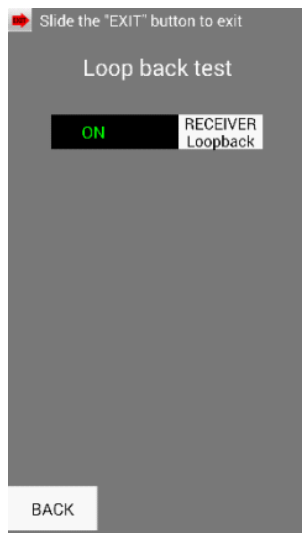 Slide the "EXIT" button to exit
Loop back test
ON
RECEIVER
Loopback
BACK